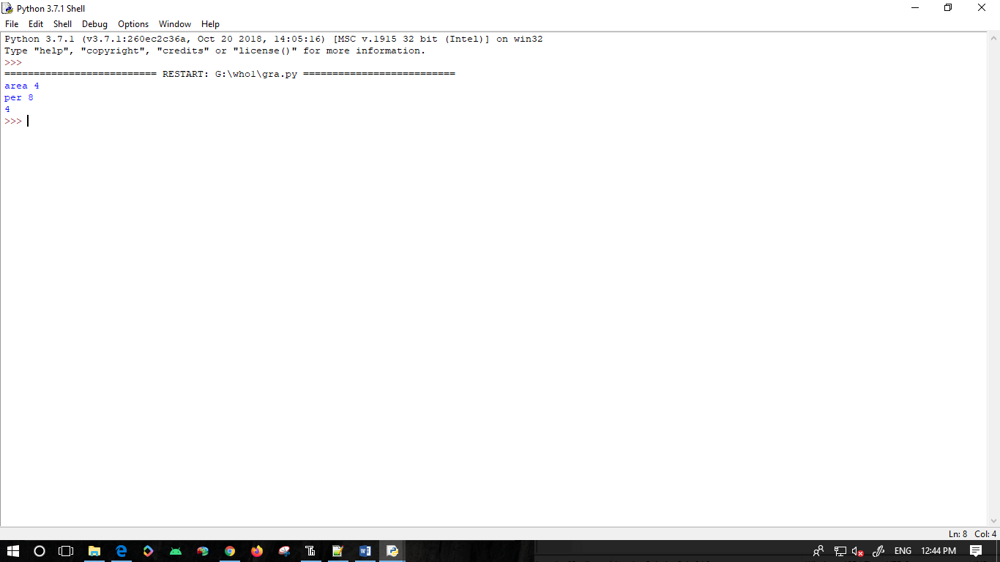 Python 3.7.1 Shell
File Edit Shell Debug Options Window Help
Python 3.7.1 (v3.7.1:260ec2c36a, Oct 20 2018, 14:05:16) [MSC v.1915 32 bit (Intel)] on win32
Type "help", "copyright", "credits" or "license()" for more information.
>>>
========================== RESTART: G:\whol\gra.py ==========================
area 4
per 8
4
>>>
Ln: 8 Col: 4
ENG 12:44 PM